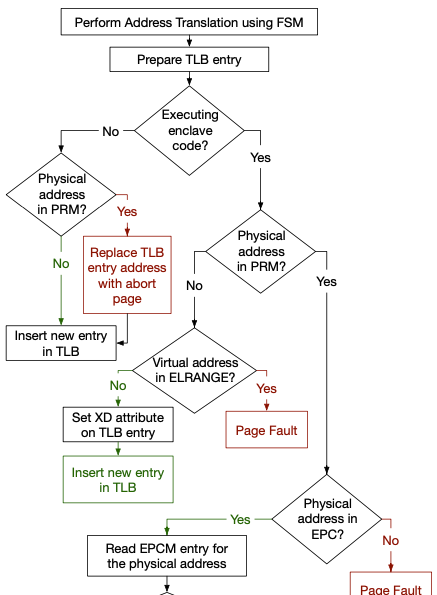 Perform Address Translation using FSM
Prepare TLB entry
Executing
enclave
code?
No
Yes
Physical
address
in PRM?
Yes
No
Replace TLB
entry address
with abort
page
Insert new entry
in TLB
Physical
address
in PRM?
No
Yes
Virtual address
in ELRANGE?
No
Yes
Set XD attribute
on TLB entry
Page Fault
Insert new entry
in TLB
Physical
address in
EPC?
Yes
No
Read EPCM entry for
the physical address
Page Fault